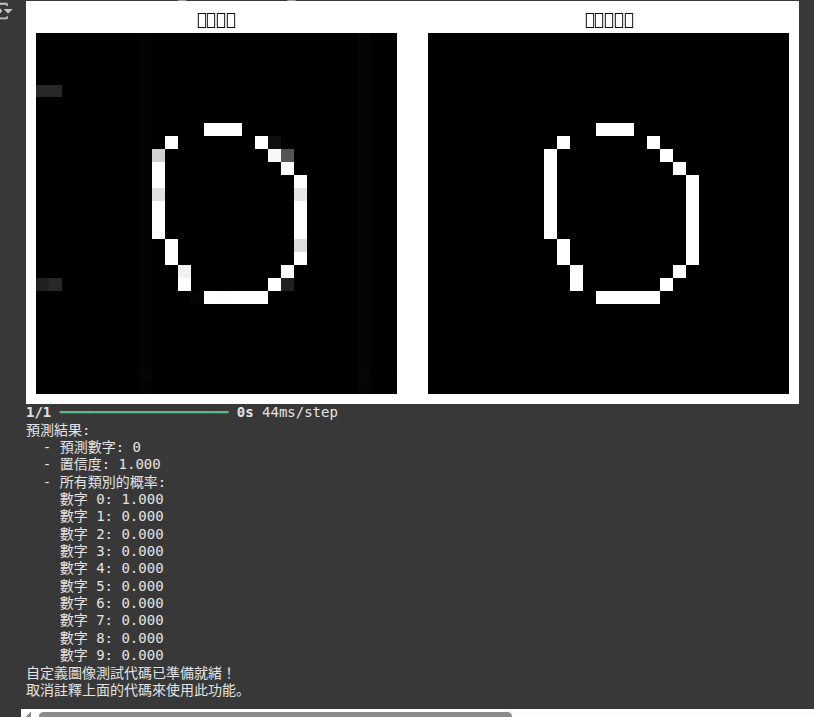 □□□□ □□□□□
1/1 ━━━━━━━━━━━━━━━━━━━━ 0s 44ms/step
預測結果:
- 預測數字: 0
- 置信度: 1.000
- 所有類別的概率:
數字 0: 1.000
數字 1: 0.000
數字 2: 0.000
數字 3: 0.000
數字 4: 0.000
數字 5: 0.000
數字 6: 0.000
數字 7: 0.000
數字 8: 0.000
數字 9: 0.000
自定義圖像測試代碼已準備就緒！
取消註釋上面的代碼來使用此功能。